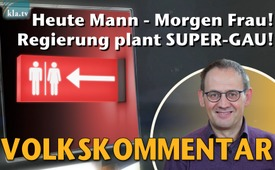 kla.tv
Heute Mann - Morgen Frau!
Regierung plant SUPER-GAU!
VOLKSKOMMENTAR